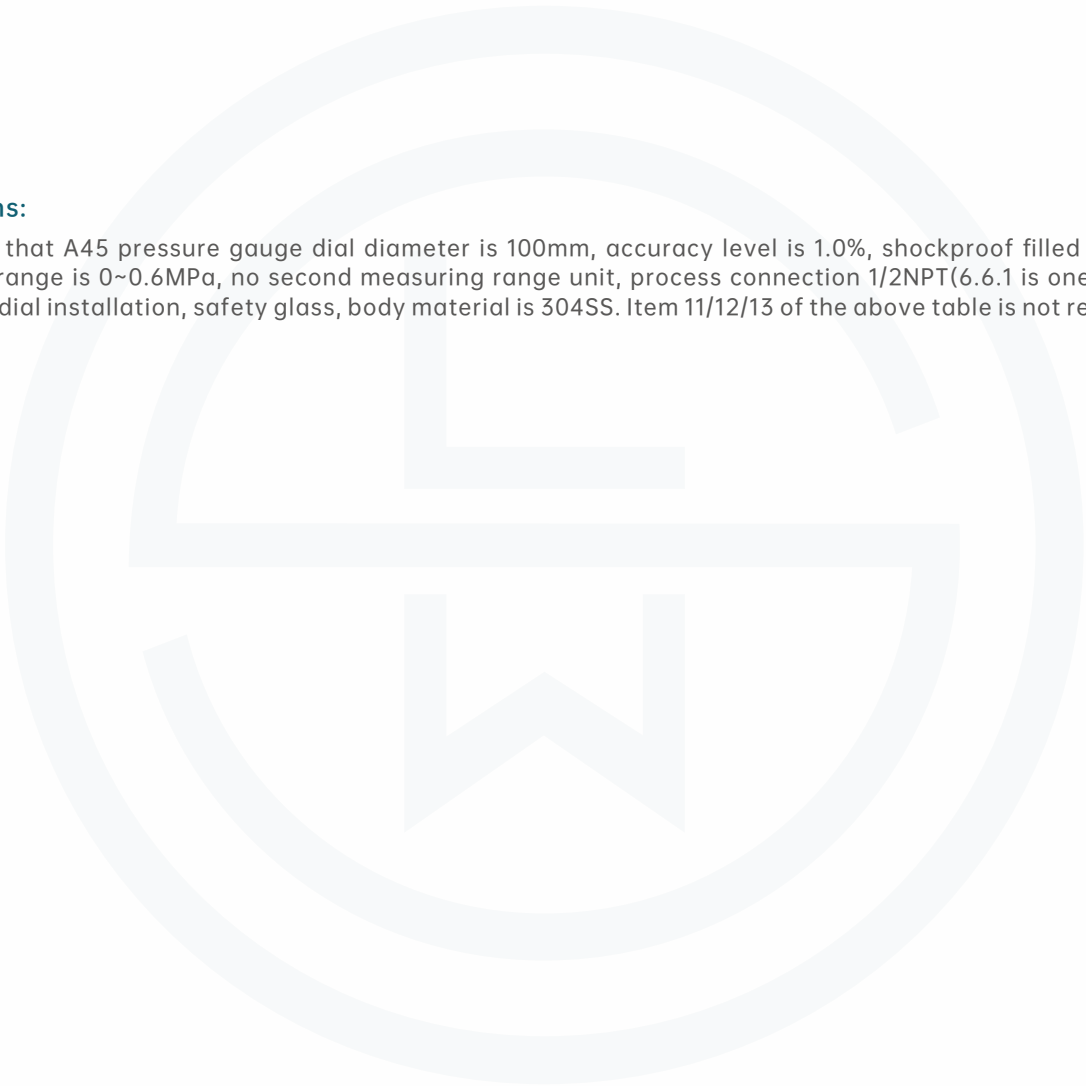 ns:
that A45 pressure gauge dial diameter is 100mm, accuracy level is 1.0%, shockproof filled
range is 0~0.6MPa, no second measuring range unit, process connection 1/2NPT(6.6.1 is one
dial installation, safety glass, body material is 304SS. Item 11/12/13 of the above table is not re